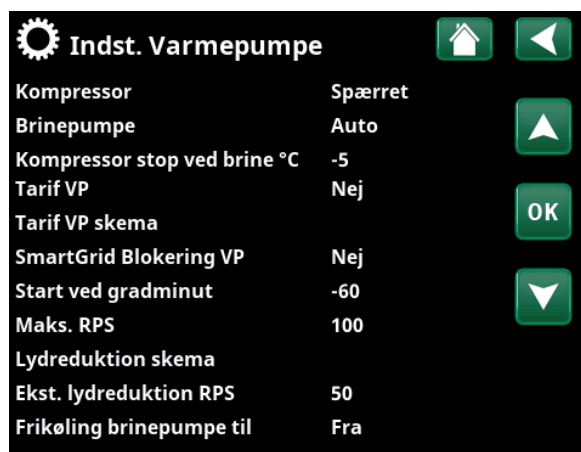 Indst. Varmepumpe
Kompressor Spærret
Brinepumpe Auto
Kompressor stop ved brine °C -5
Tarif VP Nej
Tarif VP skema
OK
SmartGrid Blokering VP Nej
Start ved gradminut -60
Maks. RPS 100
Lydreduktion skema
Ekst. lydreduktion RPS 50
Frikøling brinepumpe til Fra